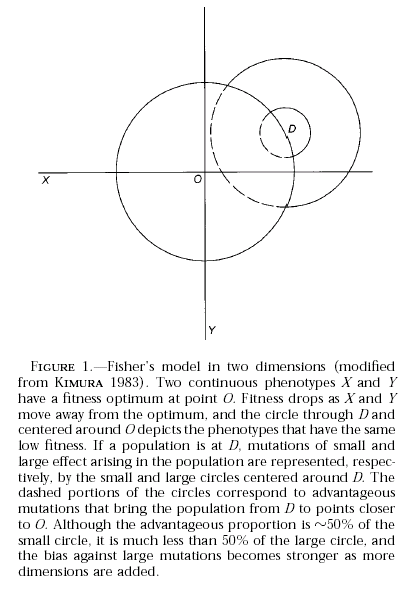 D
X
O
Y
FIGURE 1.—Fisher's model in two dimensions (modified
from KIMURA 1983). Two continuous phenotypes X and Y
have a fitness optimum at point O. Fitness drops as X and Y
move away from the optimum, and the circle through D and
centered around O depicts the phenotypes that have the same
low fitness. If a population is at D, mutations of small and
large effect arising in the population are represented, respec-
tively, by the small and large circles centered around D. The
dashed portions of the circles correspond to advantageous
mutations that bring the population from D to points closer
to O. Although the advantageous proportion is ~50% of the
small circle, it is much less than 50% of the large circle, and
the bias against large mutations becomes stronger as more
dimensions are added.